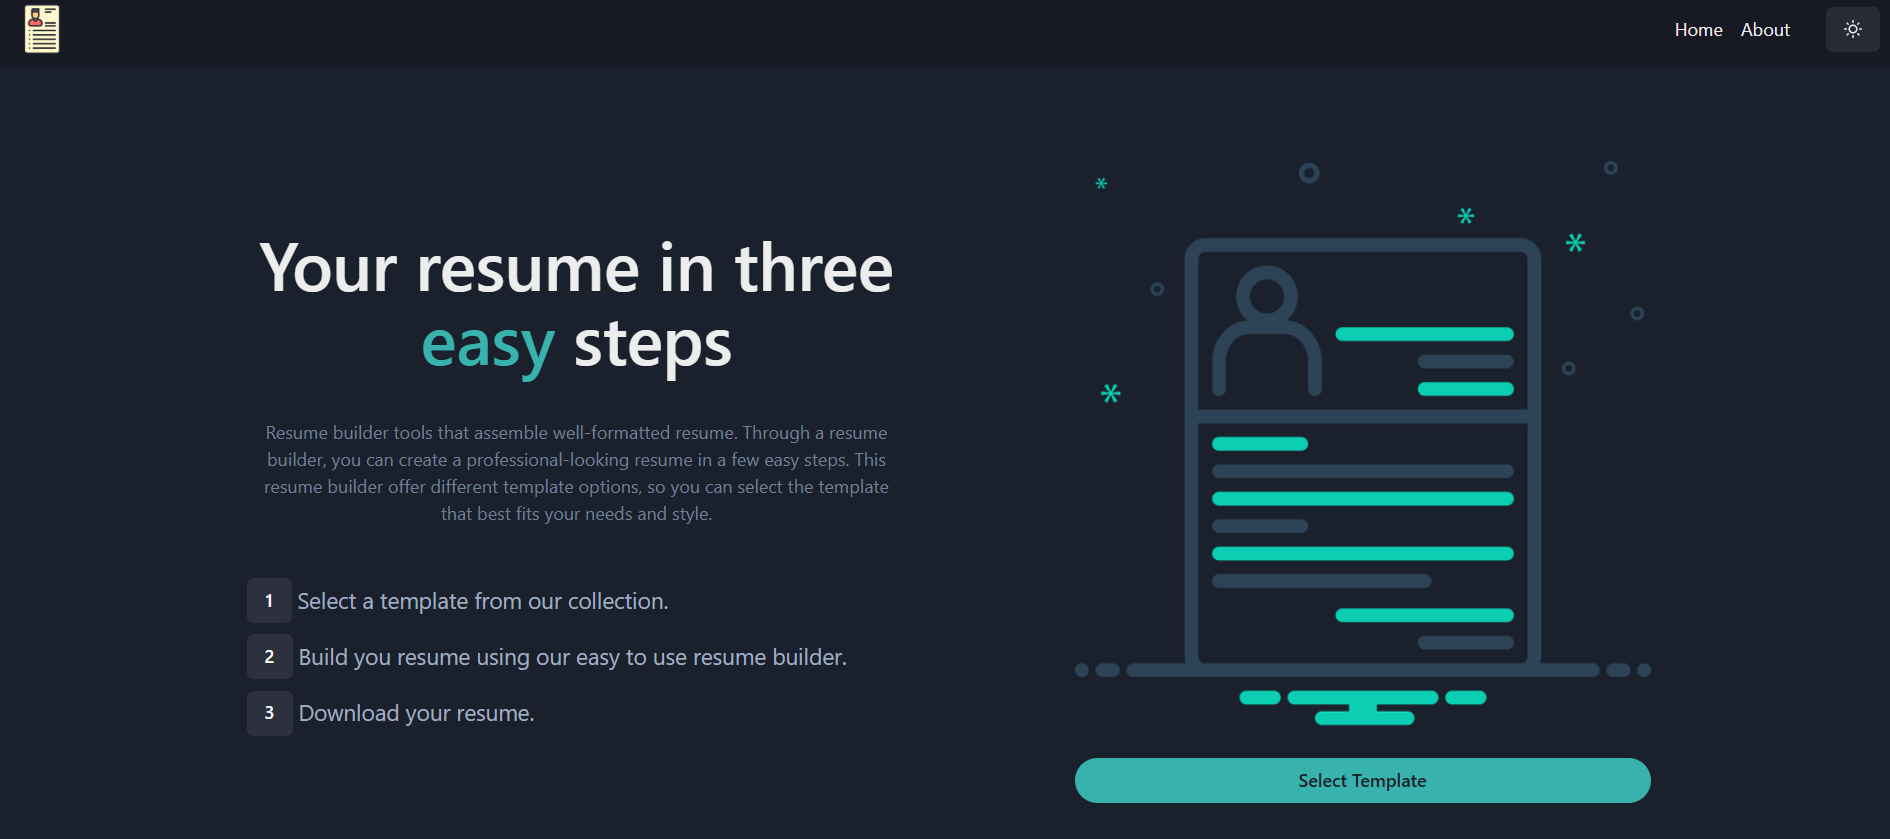 Home About
Your resume in three
easy steps
Resume builder tools that assemble well-formatted resume. Through a resume
builder, you can create a professional-looking resume in a few easy steps. This
resume builder offer different template options, so you can select the template
that best fits your needs and style.
1 Select a template from our collection.
2 Build you resume using our easy to use resume builder.
3 Download your resume.
Select Template